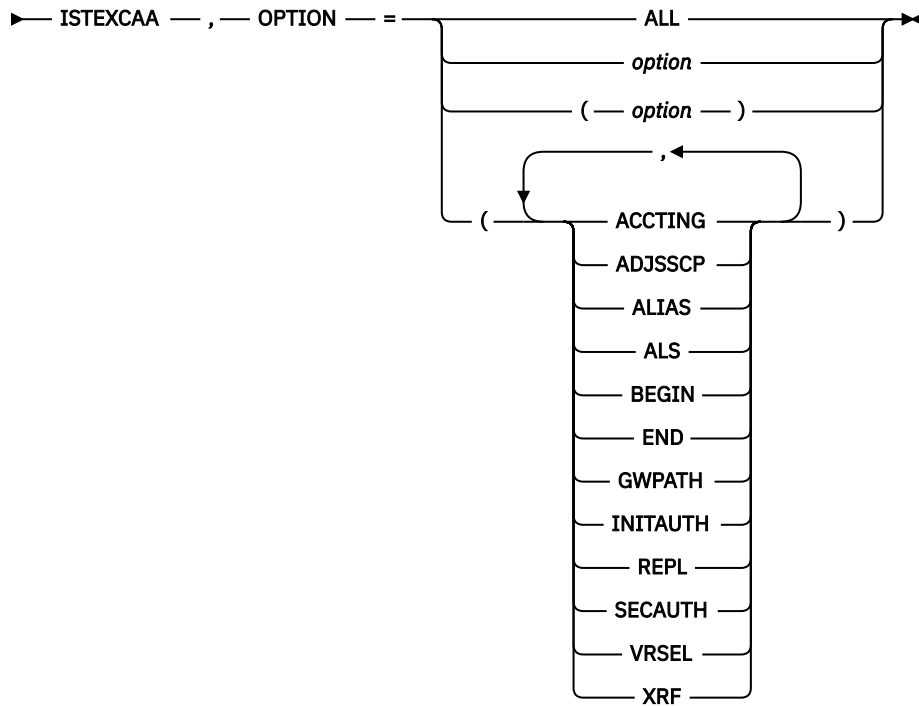 ISTEXCAA , OPTION = ALL
option
( option )
,
( ACCTING )
ADJSSCP
ALIAS
ALS
BEGIN
END
GWPATH
INITAUTH
REPL
SECAUTH
VRSEL
XRF